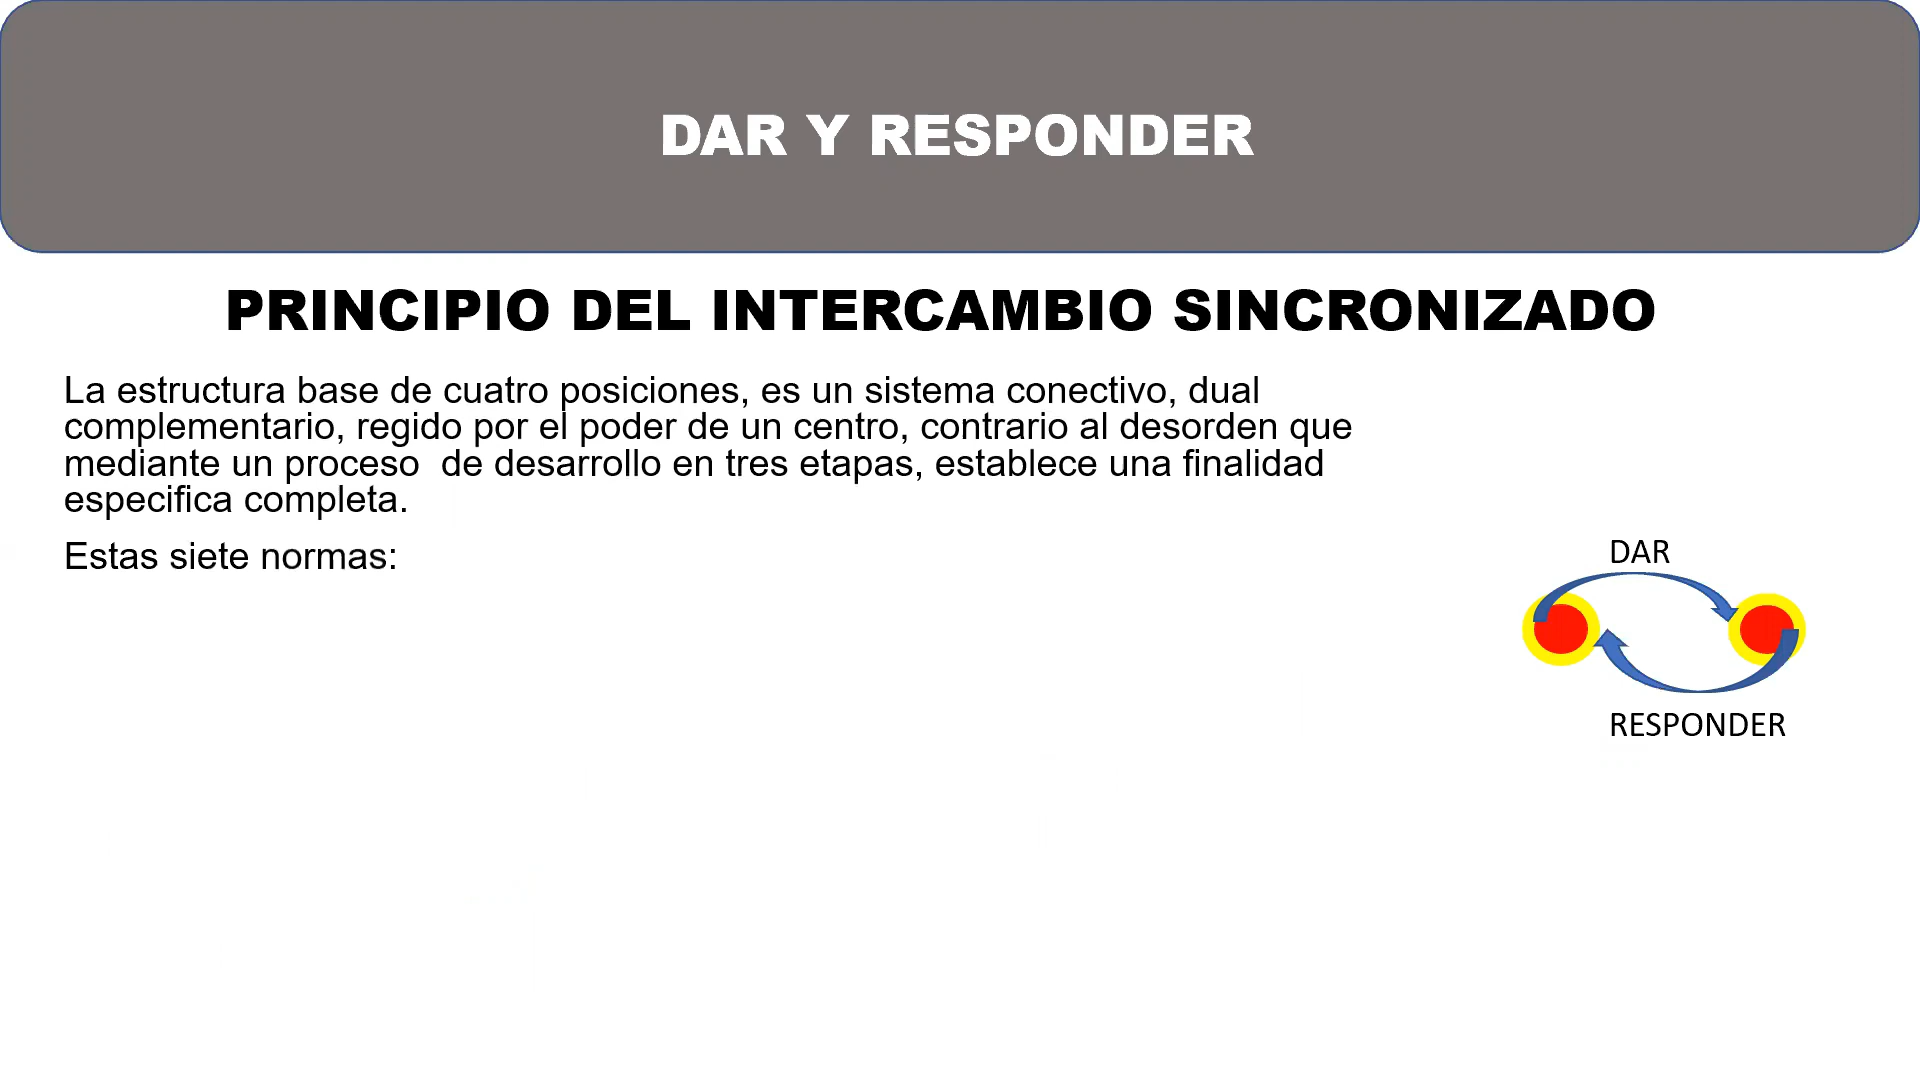 DAR Y RESPONDER
PRINCIPIO DEL INTERCAMBIO SINCRONIZADO
La estructura base de cuatro posiciones, es un sistema conectivo, dual
complementario, regido por el poder de un centro, contrario al desorden que
mediante un proceso  de desarrollo en tres etapas, establece una finalidad
especifica completa.
Estas siete normas:
DAR
RESPONDER